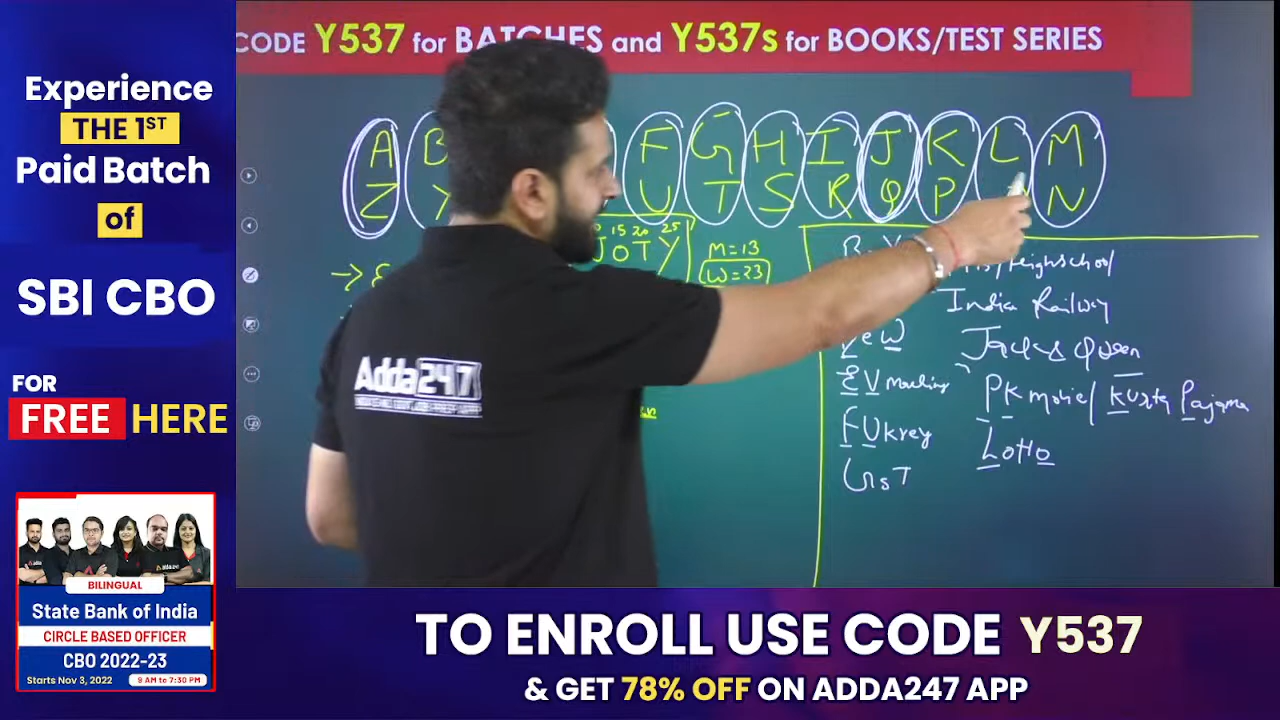 CODE Y537 for BATCHES and Y537s for BOOKS/TEST SERIES
Experience
THE 1ST
Paid Batch
of
SBI CBO
FOR
FREE HERE
BILINGUAL
State Bank of India
CIRCLE BASED OFFICER
CBO 2022-23
Starts Nov 3, 2022 9 AM to 7:30 PM
A B F G H I J K L M
Z Y U T S R Q P N
15 20 25
J O T Y
M=13
W=23
Adda247
/Highschool
India Railway
Jack & Queen
EV Machine
PK movie/ Kurta Pajama
FUkrey
Lotto
GST
TO ENROLL USE CODE Y537
& GET 78% OFF ON ADDA247 APP